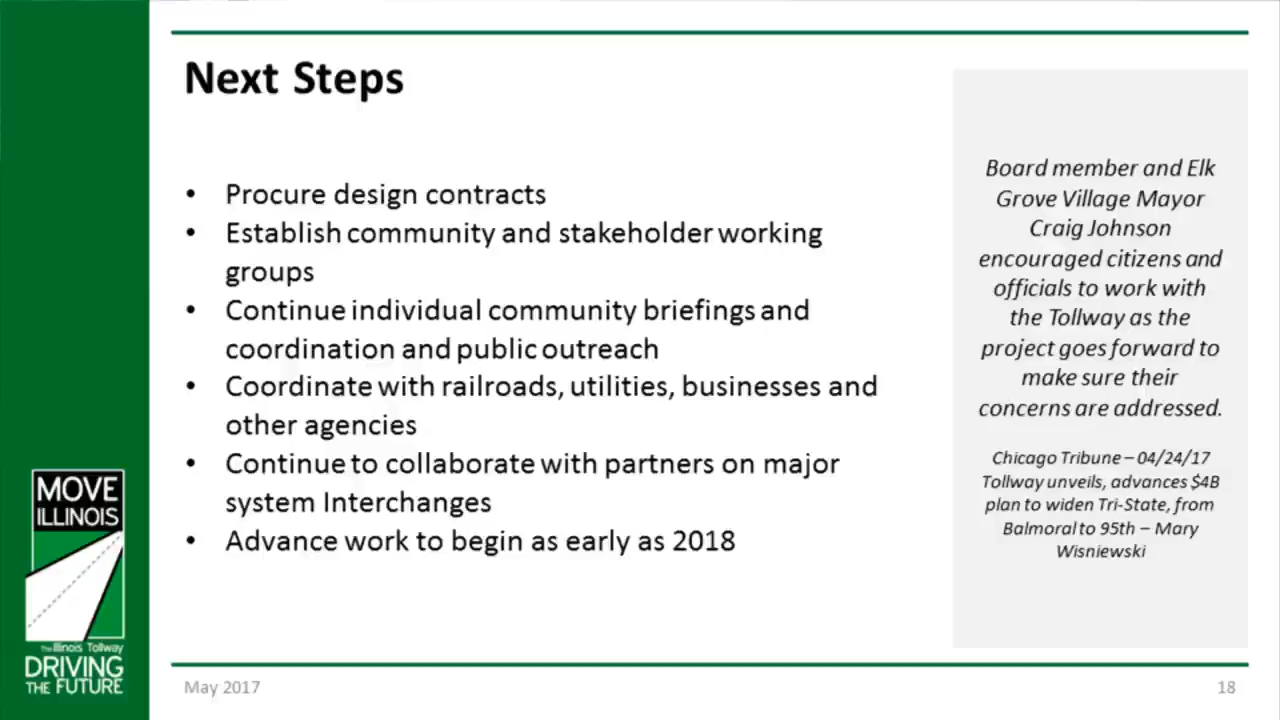 Next Steps
• Procure design contracts
• Establish community and stakeholder working
groups
• Continue individual community briefings and
coordination and public outreach
• Coordinate with railroads, utilities, businesses and
other agencies
• Continue to collaborate with partners on major
system Interchanges
• Advance work to begin as early as 2018
Board member and Elk
Grove Village Mayor
Craig Johnson
encouraged citizens and
officials to work with
the Tollway as the
project goes forward to
make sure their
concerns are addressed.
Chicago Tribune – 04/24/17
Tollway unveils, advances $4B
plan to widen Tri-State, from
Balmoral to 95th – Mary
Wisniewski
MOVE
ILLINOIS
The Illinois Tollway
DRIVING
THE FUTURE
May 2017
18